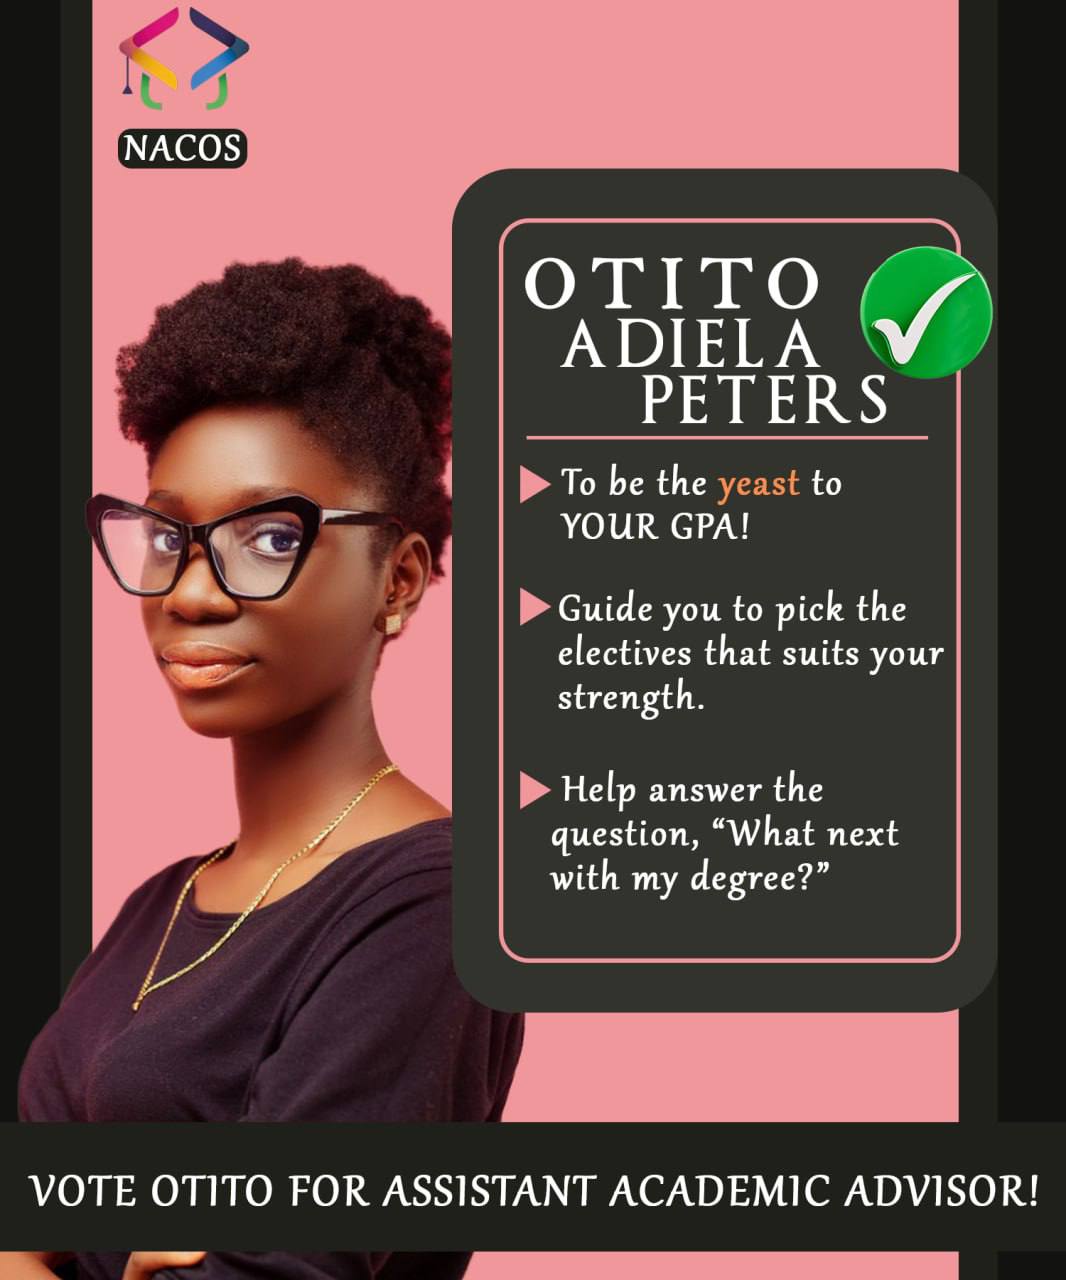 NACOS
OTITO
ADIELA
PETERS
To be the yeast to
YOUR GPA!
Guide you to pick the
electives that suits your
strength.
Help answer the
question, “What next
with my degree?”
VOTE OTITO FOR ASSISTANT ACADEMIC ADVISOR!